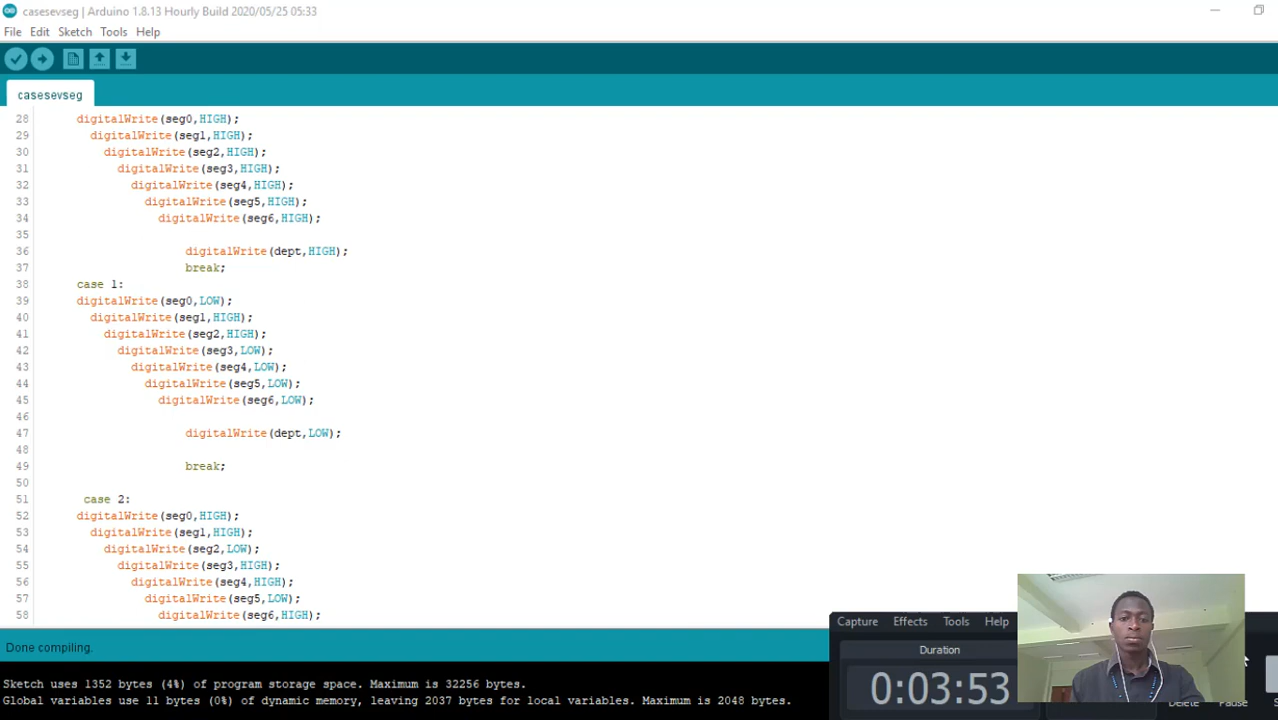 casesevseg | Arduino 1.8.13 Hourly Build 2020/05/25 05:33
File Edit Sketch Tools Help
casesevseg
28 digitalWrite(seg0,HIGH);
29 digitalWrite(seg1,HIGH);
30 digitalWrite(seg2,HIGH);
31 digitalWrite(seg3,HIGH);
32 digitalWrite(seg4,HIGH);
33 digitalWrite(seg5,HIGH);
34 digitalWrite(seg6,HIGH);
35
36 digitalWrite(dept,HIGH);
37 break;
38 case 1:
39 digitalWrite(seg0,LOW);
40 digitalWrite(seg1,HIGH);
41 digitalWrite(seg2,HIGH);
42 digitalWrite(seg3,LOW);
43 digitalWrite(seg4,LOW);
44 digitalWrite(seg5,LOW);
45 digitalWrite(seg6,LOW);
46
47 digitalWrite(dept,LOW);
48
49 break;
50
51 case 2:
52 digitalWrite(seg0,HIGH);
53 digitalWrite(seg1,HIGH);
54 digitalWrite(seg2,LOW);
55 digitalWrite(seg3,HIGH);
56 digitalWrite(seg4,HIGH);
57 digitalWrite(seg5,LOW);
58 digitalWrite(seg6,HIGH);
Capture Effects Tools Help
Duration
0:03:53
Delete Pause
Done compiling.
Sketch uses 1352 bytes (4%) of program storage space. Maximum is 32256 bytes.
Global variables use 11 bytes (0%) of dynamic memory, leaving 2037 bytes for local variables. Maximum is 2048 bytes.